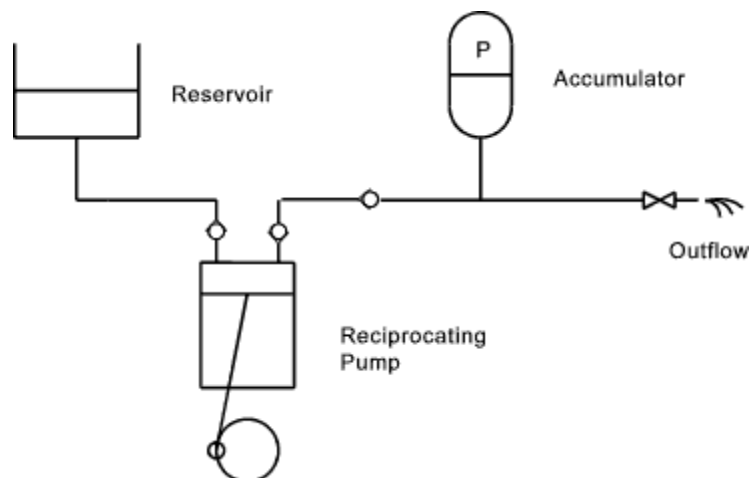 P
Reservoir
Accumulator
Outflow
Reciprocating
Pump